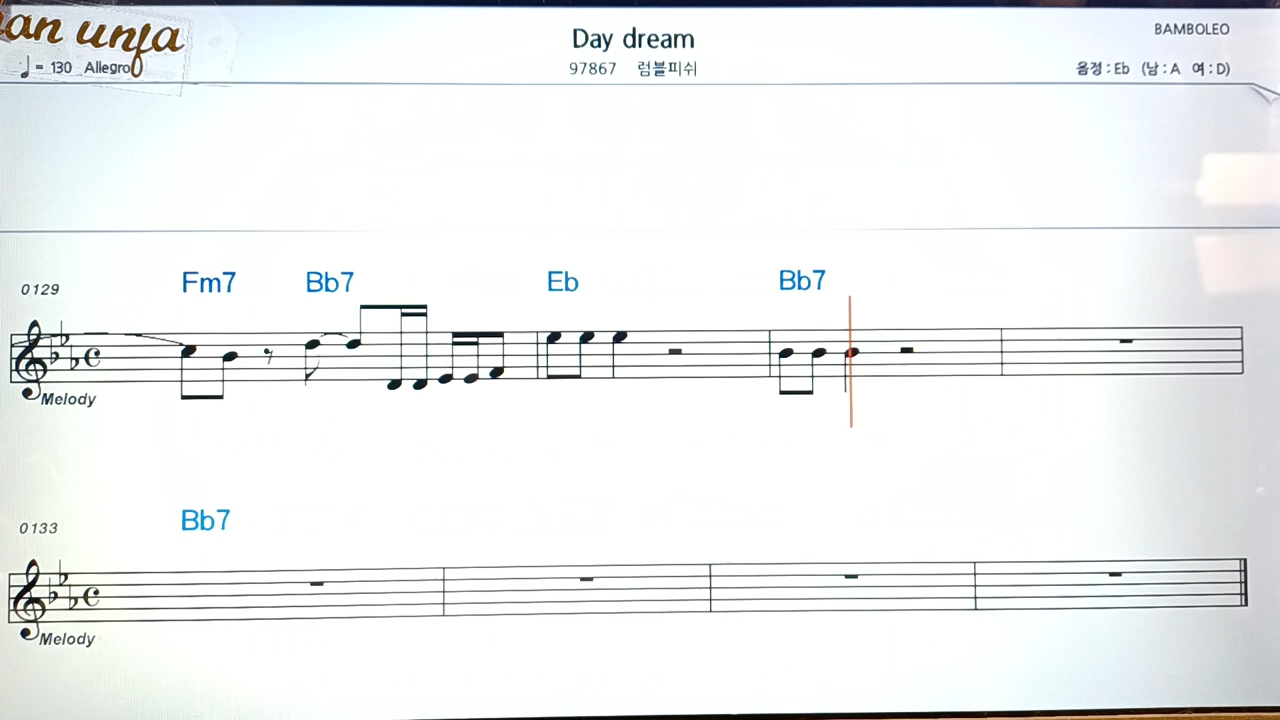 an unja
♩ = 130 Allegro
Day dream
97867 럼블피쉬
BAMBOLEO
음정 : Eb (남 : A 여 : D)
0129
Fm7 Bb7 Eb Bb7
Melody
0133
Bb7
Melody